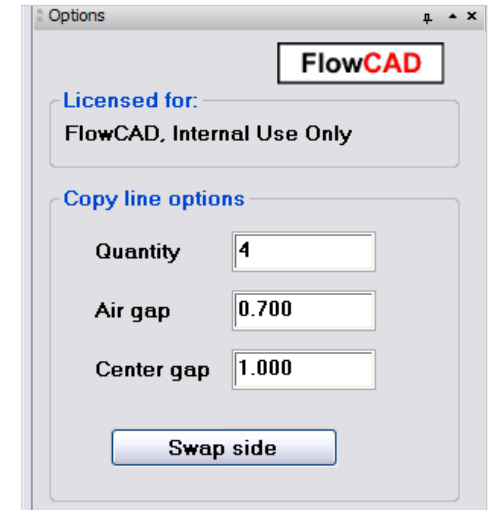 Options
FlowCAD
Licensed for:
FlowCAD, Internal Use Only
Copy line options
Quantity 4
Air gap 0.700
Center gap 1.000
Swap side